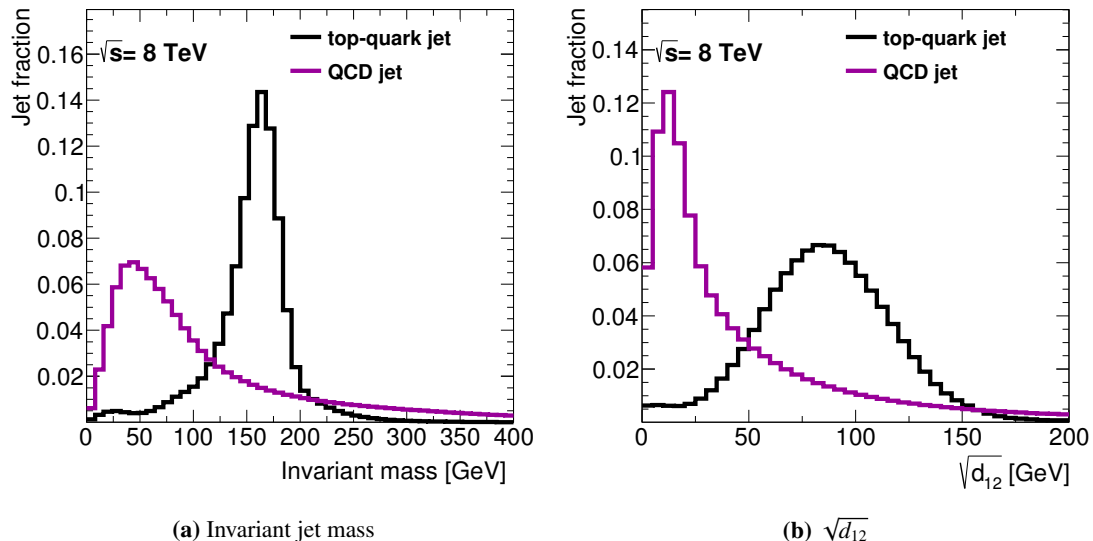 Jet fraction
√s= 8 TeV
top-quark jet
QCD jet
0.16
0.14
0.12
0.1
0.08
0.06
0.04
0.02
0 50 100 150 200 250 300 350 400
Invariant mass [GeV]
(a) Invariant jet mass
Jet fraction
√s= 8 TeV
top-quark jet
QCD jet
0.14
0.12
0.1
0.08
0.06
0.04
0.02
0 50 100 150 200
√d12 [GeV]
(b) √d12